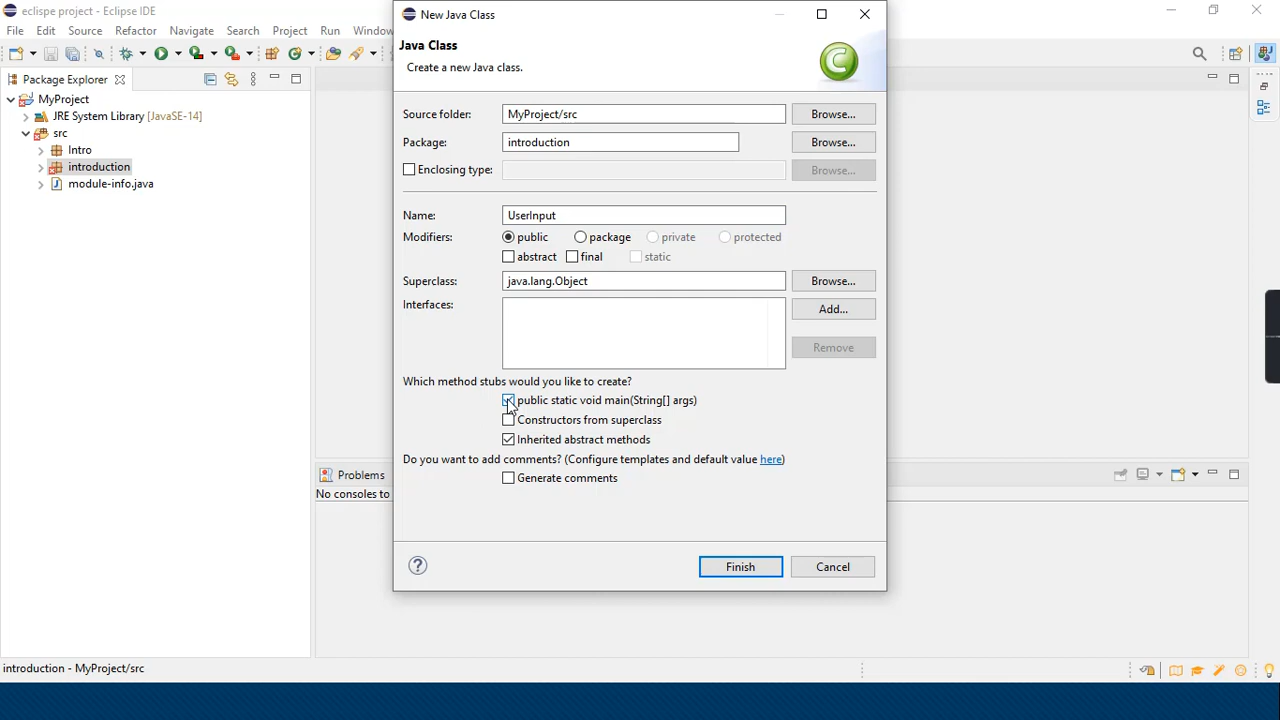 eclispe project - Eclipse IDE
File Edit Source Refactor Navigate Search Project Run Window
Package Explorer
MyProject
JRE System Library [JavaSE-14]
src
Intro
introduction
module-info.java
New Java Class
Java Class
Create a new Java class.
Source folder: MyProject/src Browse...
Package: introduction Browse...
Enclosing type: Browse...
Name: UserInput
Modifiers: public package private protected
abstract final static
Superclass: java.lang.Object Browse...
Interfaces: Add...
Remove
Which method stubs would you like to create?
public static void main(String[] args)
Constructors from superclass
Inherited abstract methods
Do you want to add comments? (Configure templates and default value here)
Generate comments
Finish Cancel
Problems
No consoles to
introduction - MyProject/src